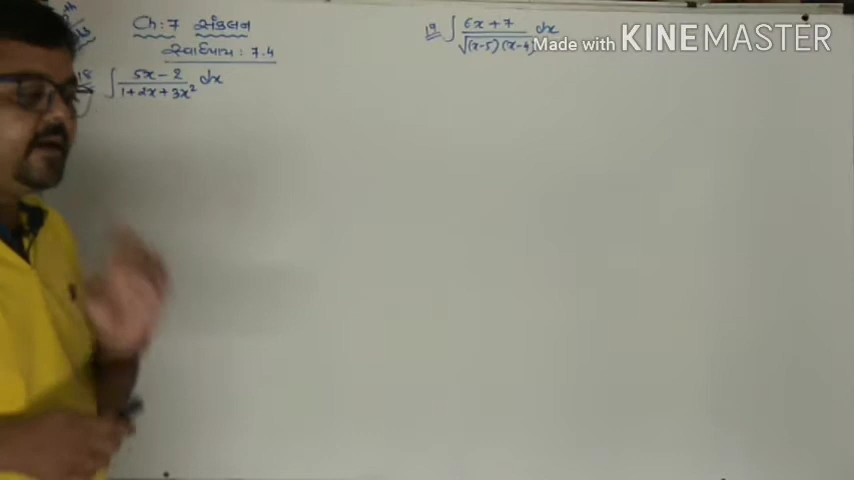 Ch: 7 સંકલન
સ્વાધ્યાય : 7.4
18 ∫ 5x - 2 / 1 + 2x + 3x² dx
19 ∫ 6x + 7 / √(x-5)(x-4) dx
Made with KINEMASTER